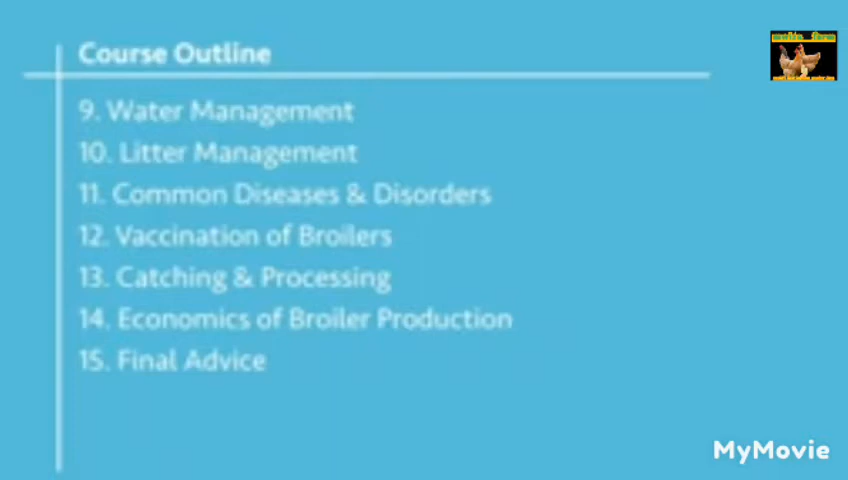 Course Outline
9. Water Management
10. Litter Management
11. Common Diseases & Disorders
12. Vaccination of Broilers
13. Catching & Processing
14. Economics of Broiler Production
15. Final Advice
MyMovie